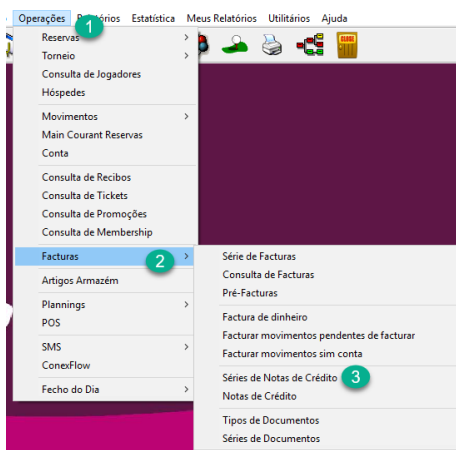 Operações Relatórios Estatística Meus Relatórios Utilitários Ajuda
1
CLOSE
Reservas
Torneio
Consulta de Jogadores
Hóspedes
Movimentos
Main Courant Reservas
Conta
Consulta de Recibos
Consulta de Tickets
Consulta de Promoções
Consulta de Membership
Facturas 2
Artigos Armazém
Plannings
POS
SMS
ConexFlow
Fecho do Dia
Série de Facturas
Consulta de Facturas
Pré-Facturas
Factura de dinheiro
Facturar movimentos pendentes de facturar
Facturar movimentos sim conta
Séries de Notas de Crédito 3
Notas de Crédito
Tipos de Documentos
Séries de Documentos